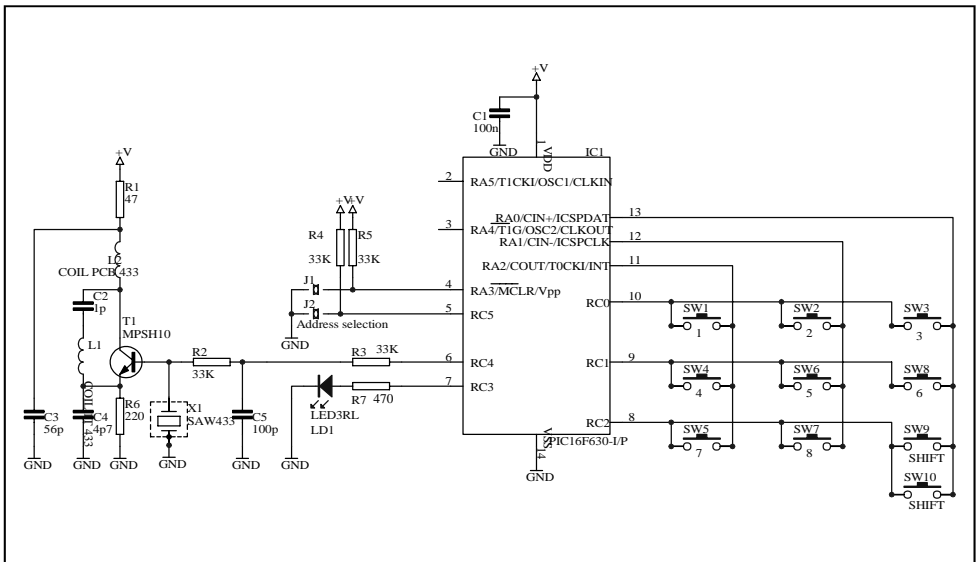 +V
C1
100n
GND
1
VDD
IC1
+V
R1
47
2
RA5/T1CKI/OSC1/CLKIN
+V
+V
RA0/CIN+/ICSPDAT
13
3
RA4/T1G/OSC2/CLKOUT
RA1/CIN-/ICSPCLK
12
R4
33K
R5
33K
L2
COIL PCB 433
RA2/COUT/T0CKI/INT
11
J1
4
RA3/MCLR/Vpp
RC0
10
C2
1p
J2
5
RC5
SW1
1
SW2
2
SW3
3
T1
MPSH10
Address selection
GND
L1
R2
33K
R3
33K
6
RC4
RC1
9
7
RC3
SW4
4
SW6
5
SW8
6
R7
470
LED3RL
LD1
C3
56p
C4
4p7
R6
220
X1
SAW433
C5
100p
RC2
8
SW5
7
SW7
8
SW9
SHIFT
VSS
14
PIC16F630-I/P
GND
GND
GND
GND
GND
GND
GND
SW10
SHIFT